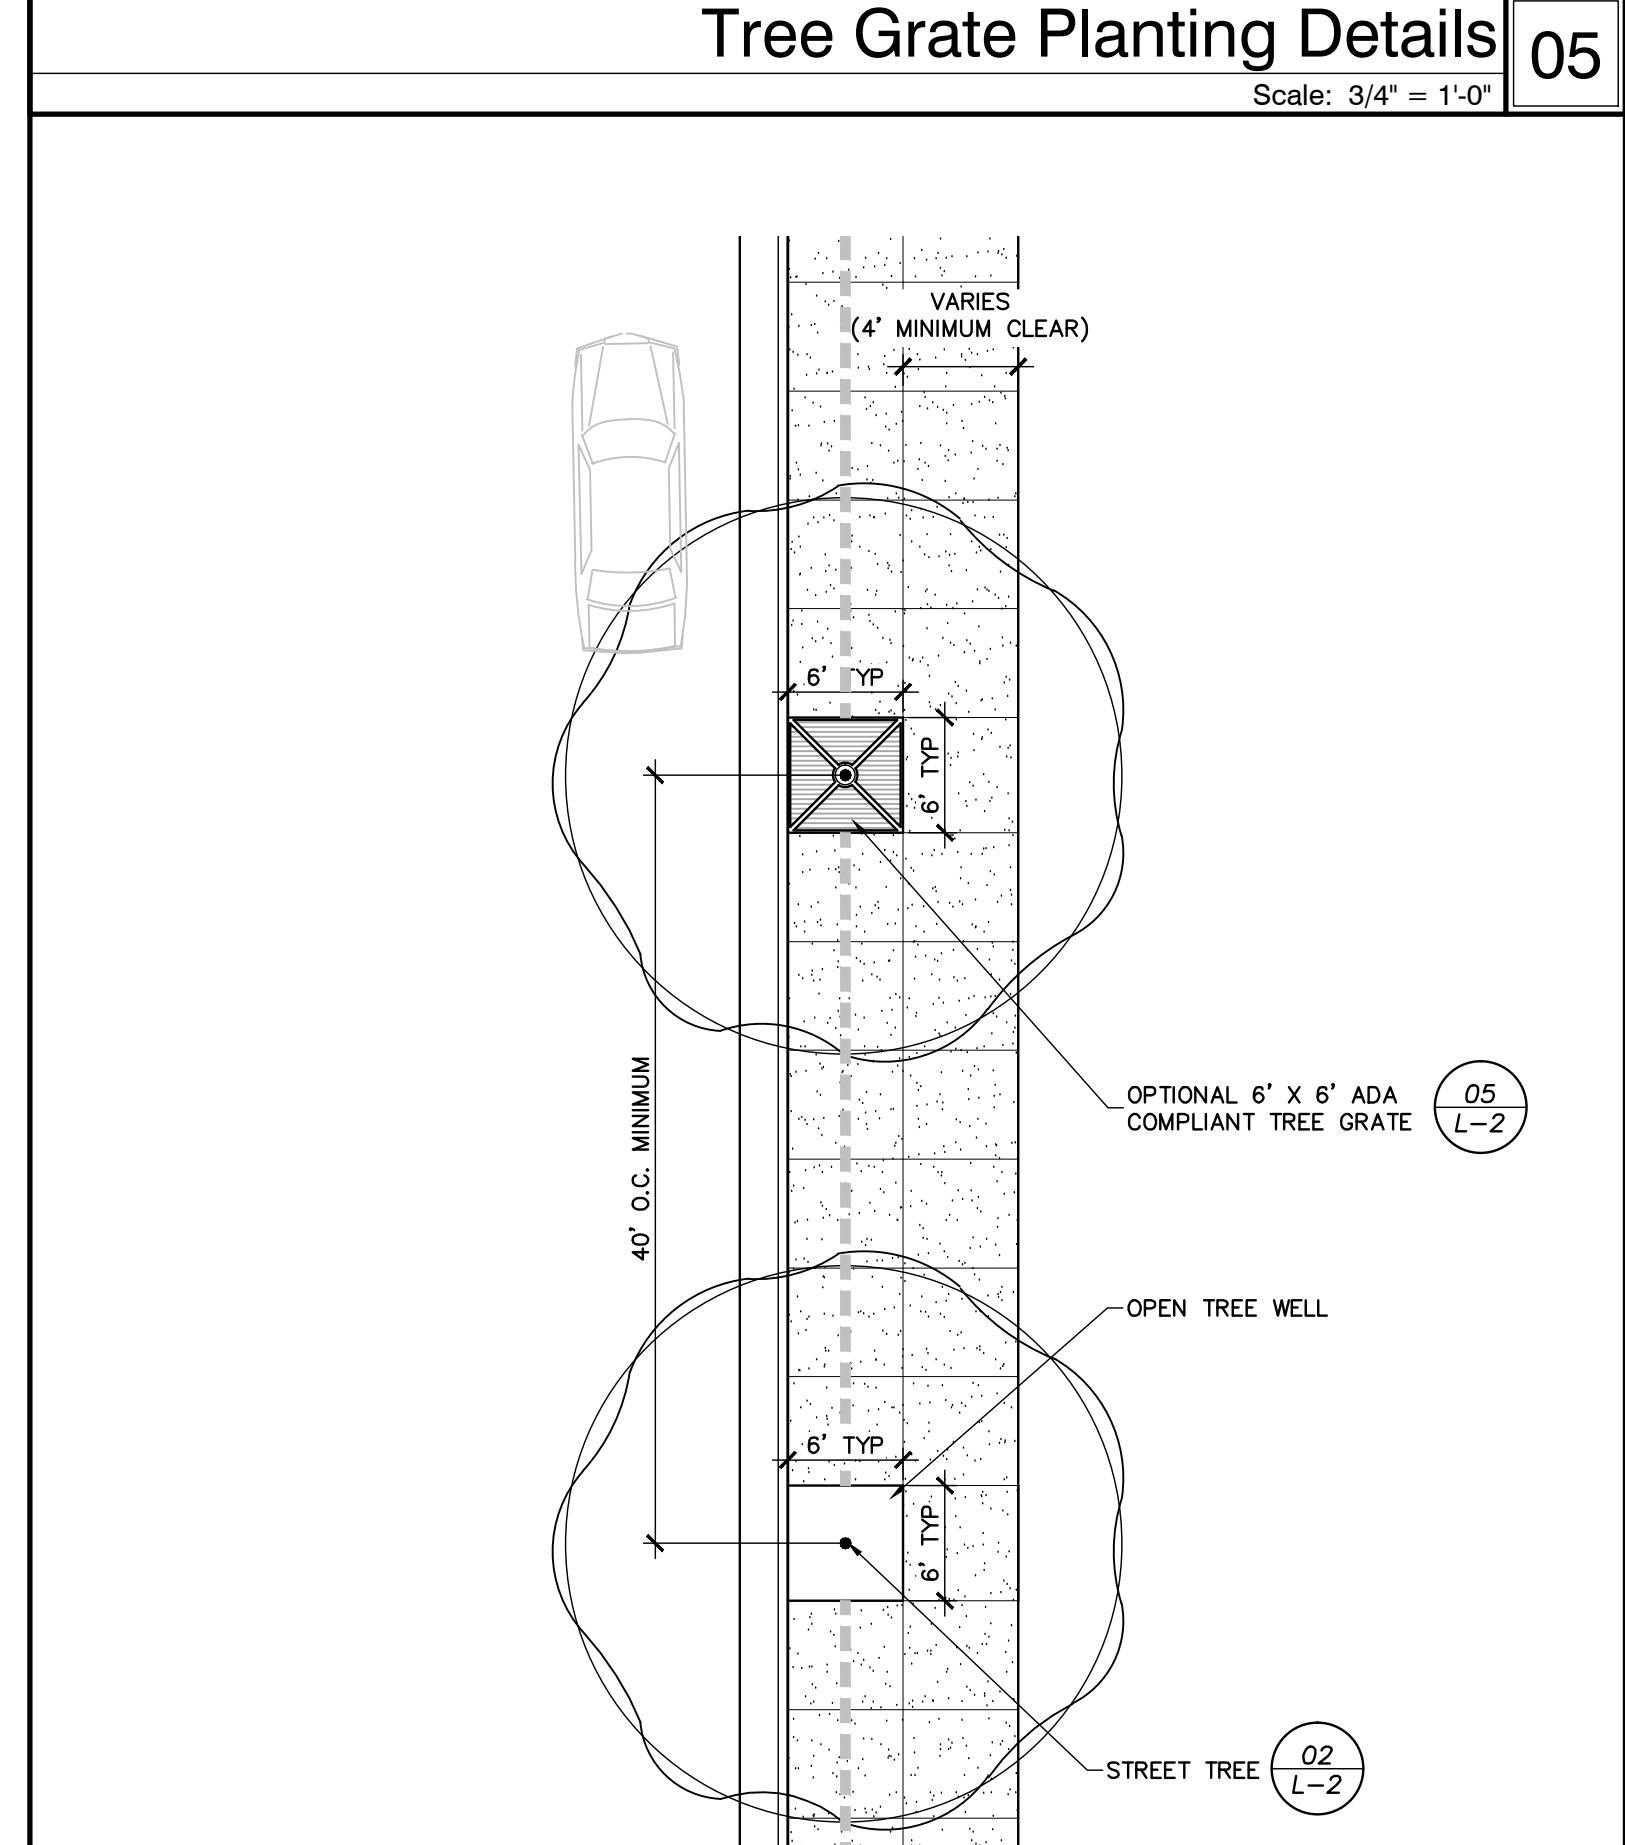 Tree Grate Planting Details
05
Scale: 3/4" = 1'-0"
VARIES
(4' MINIMUM CLEAR)
6' TYP
6' TYP
40' O.C. MINIMUM
OPTIONAL 6' X 6' ADA
COMPLIANT TREE GRATE
05
L-2
OPEN TREE WELL
6' TYP
6' TYP
STREET TREE
02
L-2